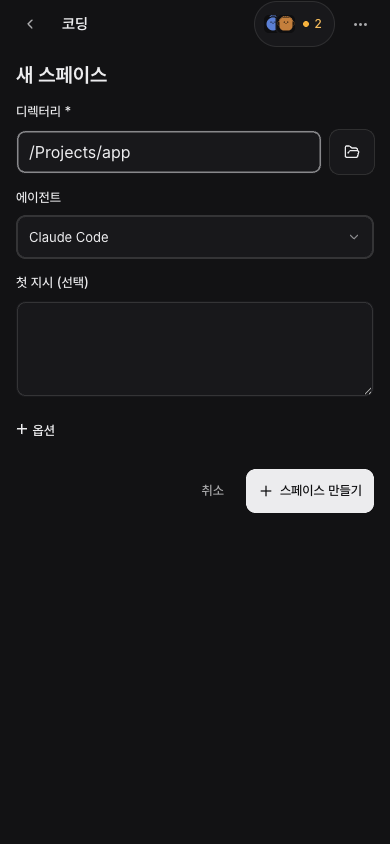 코딩
2
새 스페이스
디렉터리 *
/Projects/app
에이전트
Claude Code
첫 지시 (선택)
+ 옵션
취소
+ 스페이스 만들기